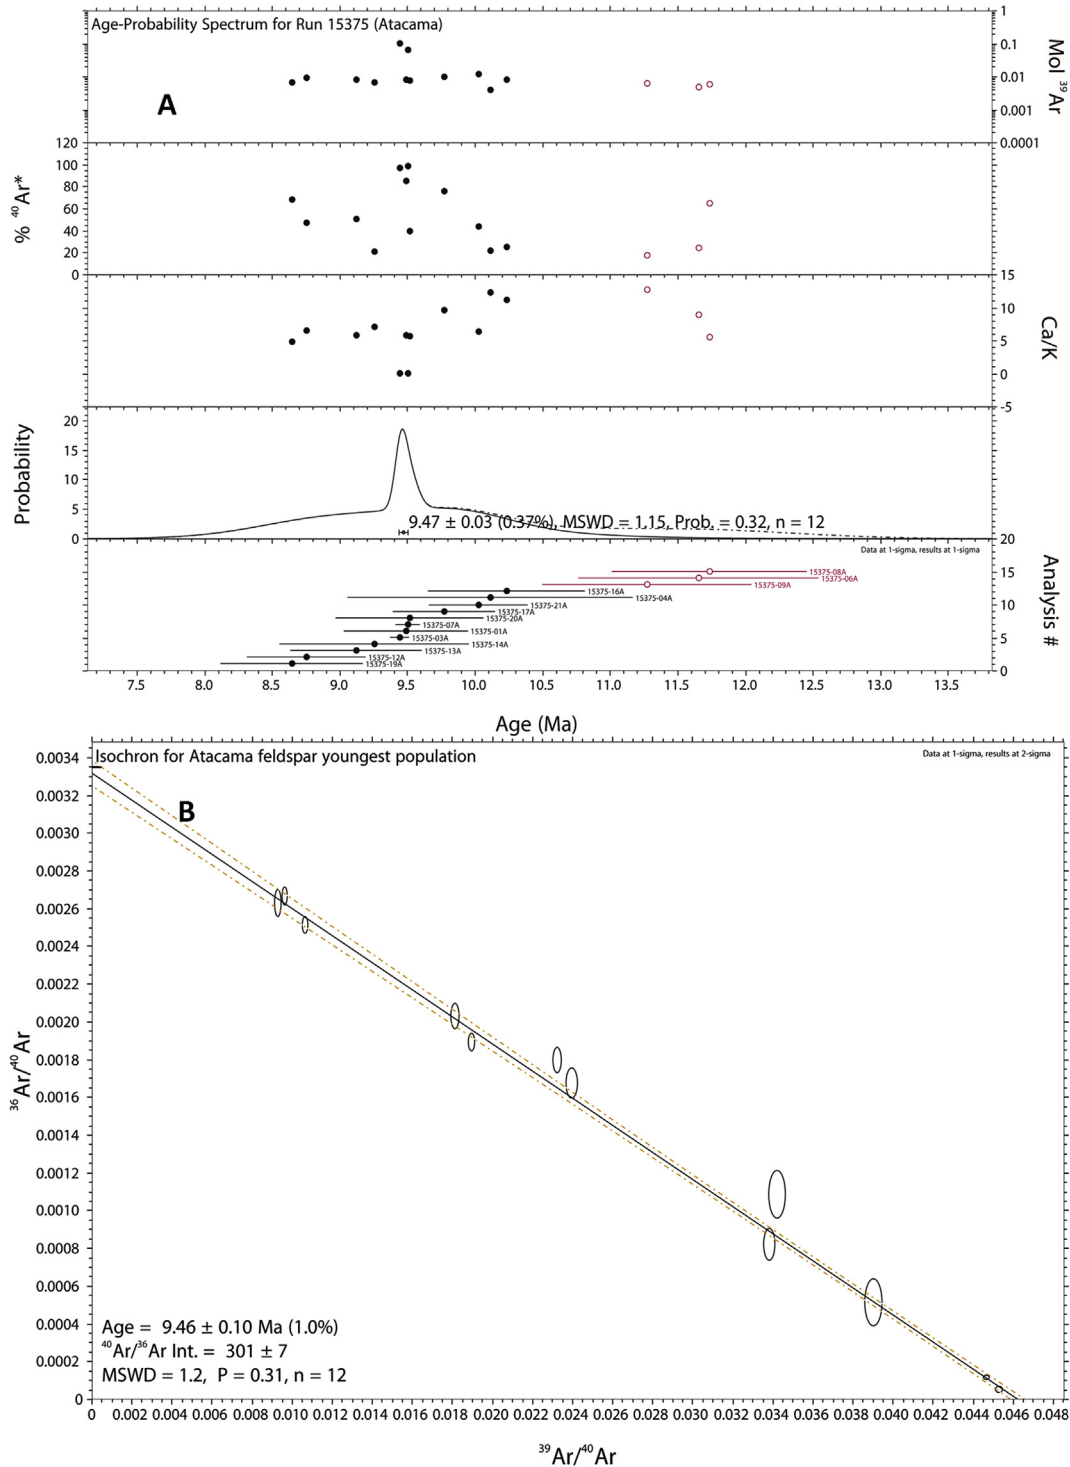 Age-Probability Spectrum for Run 15375 (Atacama)
A
1
0.1
0.01
0.001
0.0001
Mol ³⁹Ar
120
100
80
60
40
20
0
% ⁴⁰Ar*
15
10
5
0
-5
Ca/K
20
15
10
5
0
Probability
9.47 ± 0.03 (0.37%), MSWD = 1.15, Prob. = 0.32, n = 12
Data at 1-sigma, results at 1-sigma
20
15
10
5
0
Analysis #
15375-08A
15375-06A
15375-09A
15375-16A
15375-04A
15375-21A
15375-17A
15375-20A
15375-07A
15375-01A
15375-03A
15375-14A
15375-13A
15375-12A
15375-19A
7.5 8.0 8.5 9.0 9.5 10.0 10.5 11.0 11.5 12.0 12.5 13.0 13.5
Age (Ma)
Isochron for Atacama feldspar youngest population
Data at 1-sigma, results at 2-sigma
B
0.0034
0.0032
0.0030
0.0028
0.0026
0.0024
0.0022
0.0020
0.0018
0.0016
0.0014
0.0012
0.0010
0.0008
0.0006
0.0004
0.0002
0
³⁶Ar/⁴⁰Ar
Age = 9.46 ± 0.10 Ma (1.0%)
⁴⁰Ar/³⁶Ar Int. = 301 ± 7
MSWD = 1.2, P = 0.31, n = 12
0 0.002 0.004 0.006 0.008 0.010 0.012 0.014 0.016 0.018 0.020 0.022 0.024 0.026 0.028 0.030 0.032 0.034 0.036 0.038 0.040 0.042 0.044 0.046 0.048
³⁹Ar/⁴⁰Ar